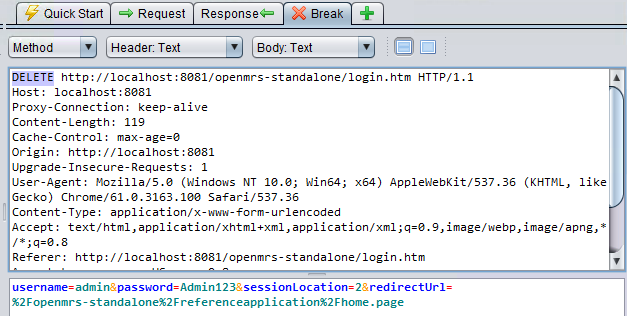 Quick Start Request Response Break
Method Header: Text Body: Text
DELETE http://localhost:8081/openmrs-standalone/login.htm HTTP/1.1
Host: localhost:8081
Proxy-Connection: keep-alive
Content-Length: 119
Cache-Control: max-age=0
Origin: http://localhost:8081
Upgrade-Insecure-Requests: 1
User-Agent: Mozilla/5.0 (Windows NT 10.0; Win64; x64) AppleWebKit/537.36 (KHTML, like
Gecko) Chrome/61.0.3163.100 Safari/537.36
Content-Type: application/x-www-form-urlencoded
Accept: text/html,application/xhtml+xml,application/xml;q=0.9,image/webp,image/apng,*
/*;q=0.8
Referer: http://localhost:8081/openmrs-standalone/login.htm
username=admin&password=Admin123&sessionLocation=2&redirectUrl=
%2Fopenmrs-standalone%2Freferenceapplication%2Fhome.page